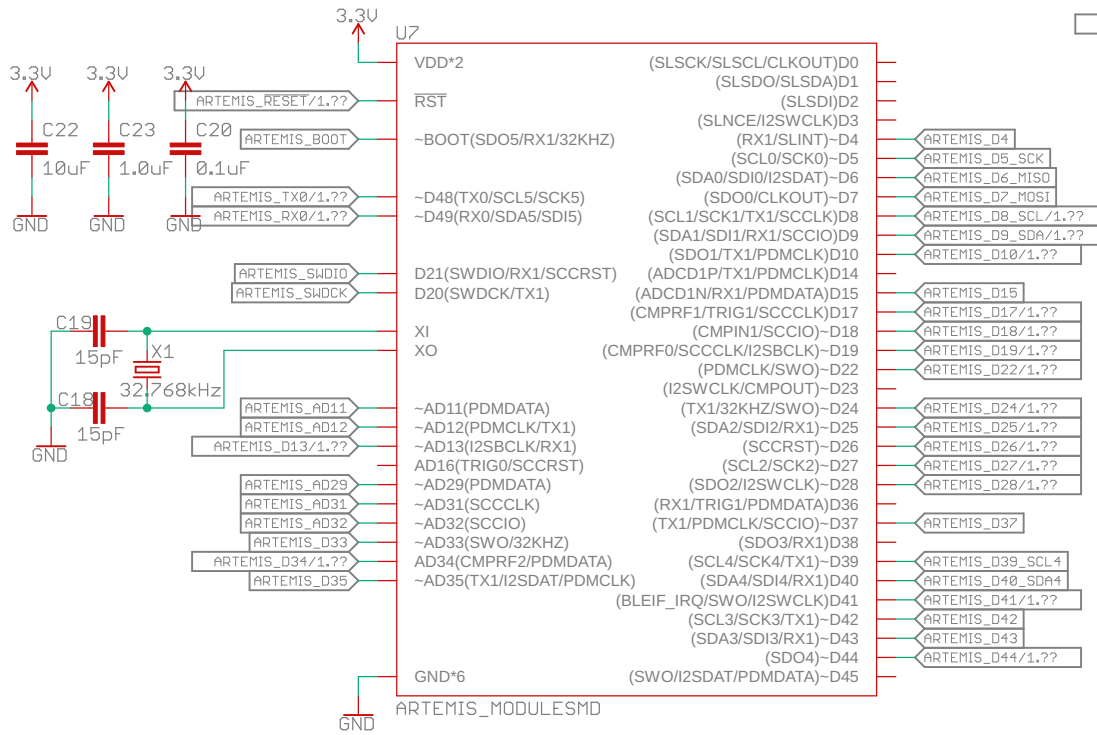 3.3V
U7
3.3V
3.3V
3.3V
C22
10uF
C23
1.0uF
C20
0.1uF
GND
GND
GND
ARTEMIS_RESET/1.??
ARTEMIS_BOOT
ARTEMIS_TX0/1.??
ARTEMIS_RX0/1.??
ARTEMIS_SWDIO
ARTEMIS_SWDCK
C19
15pF
X1
32.768kHz
C18
15pF
GND
ARTEMIS_AD11
ARTEMIS_AD12
ARTEMIS_D13/1.??
ARTEMIS_AD29
ARTEMIS_AD31
ARTEMIS_AD32
ARTEMIS_D33
ARTEMIS_D34/1.??
ARTEMIS_D35
GND
VDD*2
RST
~BOOT(SDO5/RX1/32KHZ)
~D48(TX0/SCL5/SCK5)
~D49(RX0/SDA5/SDI5)
D21(SWDIO/RX1/SCCRST)
D20(SWDCK/TX1)
XI
XO
~AD11(PDMDATA)
~AD12(PDMCLK/TX1)
~AD13(I2SBCLK/RX1)
AD16(TRIG0/SCCRST)
~AD29(PDMDATA)
~AD31(SCCCLK)
~AD32(SCCIO)
~AD33(SWO/32KHZ)
AD34(CMPRF2/PDMDATA)
~AD35(TX1/I2SDAT/PDMCLK)
GND*6
(SLSCK/SLSCL/CLKOUT)D0
(SLSDO/SLSDA)D1
(SLSDI)D2
(SLNCE/I2SWCLK)D3
(RX1/SLINT)~D4
(SCL0/SCK0)~D5
(SDA0/SDI0/I2SDAT)~D6
(SDO0/CLKOUT)~D7
(SCL1/SCK1/TX1/SCCLK)D8
(SDA1/SDI1/RX1/SCCIO)D9
(SDO1/TX1/PDMCLK)D10
(ADCD1P/TX1/PDMCLK)D14
(ADCD1N/RX1/PDMDATA)D15
(CMPRF1/TRIG1/SCCCLK)D17
(CMPIN1/SCCIO)~D18
(CMPRF0/SCCCLK/I2SBCLK)~D19
(PDMCLK/SWO)~D22
(I2SWCLK/CMPOUT)~D23
(TX1/32KHZ/SWO)~D24
(SDA2/SDI2/RX1)~D25
(SCCRST)~D26
(SCL2/SCK2)~D27
(SDO2/I2SWCLK)~D28
(RX1/TRIG1/PDMDATA)D36
(TX1/PDMCLK/SCCIO)~D37
(SDO3/RX1)D38
(SCL4/SCK4/TX1)~D39
(SDA4/SDI4/RX1)D40
(BLEIF_IRQ/SWO/I2SWCLK)D41
(SCL3/SCK3/TX1)~D42
(SDA3/SDI3/RX1)~D43
(SDO4)~D44
(SWO/I2SDAT/PDMDATA)~D45
ARTEMIS_D4
ARTEMIS_D5_SCK
ARTEMIS_D6_MISO
ARTEMIS_D7_MOSI
ARTEMIS_D8_SCL/1.??
ARTEMIS_D9_SDA/1.??
ARTEMIS_D10/1.??
ARTEMIS_D15
ARTEMIS_D17/1.??
ARTEMIS_D18/1.??
ARTEMIS_D19/1.??
ARTEMIS_D22/1.??
ARTEMIS_D24/1.??
ARTEMIS_D25/1.??
ARTEMIS_D26/1.??
ARTEMIS_D27/1.??
ARTEMIS_D28/1.??
ARTEMIS_D37
ARTEMIS_D39_SCL4
ARTEMIS_D40_SDA4
ARTEMIS_D41/1.??
ARTEMIS_D42
ARTEMIS_D43
ARTEMIS_D44/1.??
ARTEMIS_MODULESMD